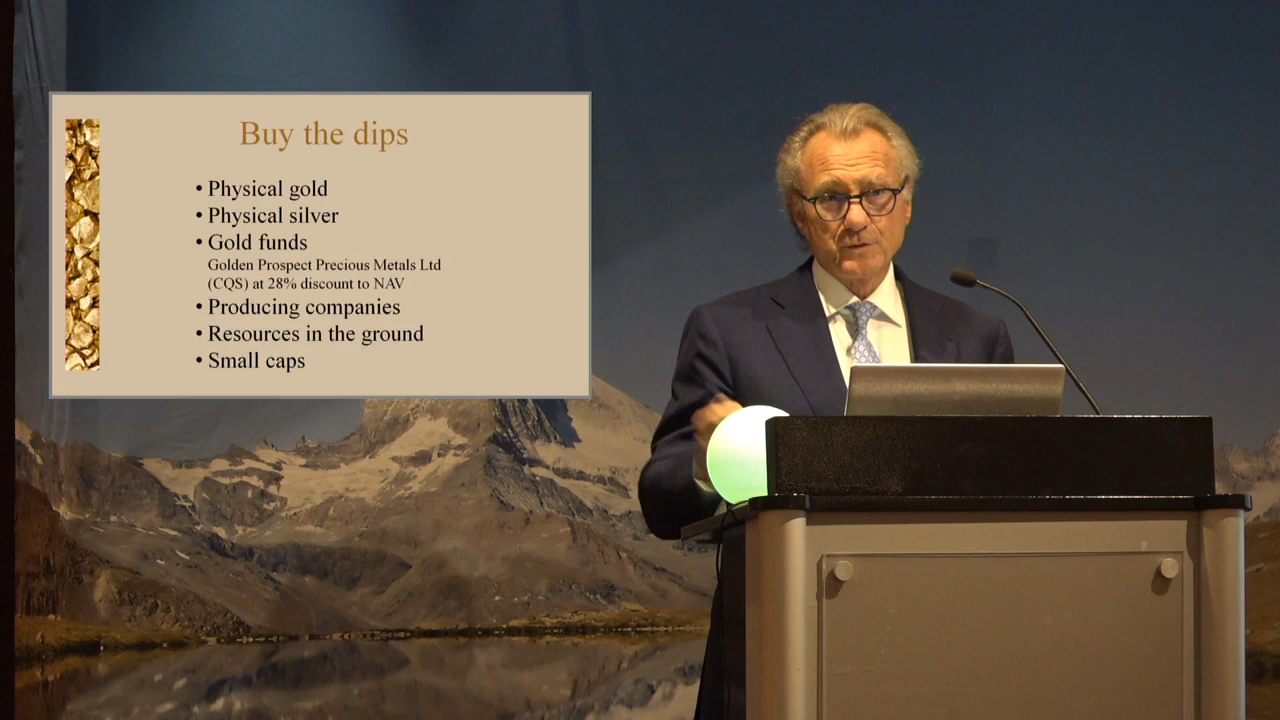 Buy the dips
• Physical gold
• Physical silver
• Gold funds
Golden Prospect Precious Metals Ltd
(CQS) at 28% discount to NAV
• Producing companies
• Resources in the ground
• Small caps